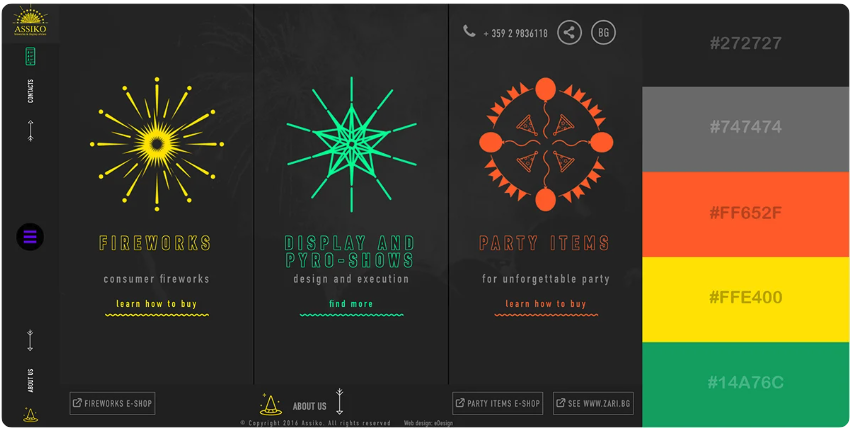 ASSIKO
CONTACTS
ABOUT US
+ 359 2 9836118
BG
FIREWORKS
consumer fireworks
learn how to buy
DISPLAY AND
PYRO-SHOWS
design and execution
find more
PARTY ITEMS
for unforgettable party
learn how to buy
FIREWORKS E-SHOP
ABOUT US
PARTY ITEMS E-SHOP
SEE WWW.ZARI.BG
© Copyright 2016 Assiko. All rights reserved
Web design: eDesign
#272727
#747474
#FF652F
#FFE400
#14A76C